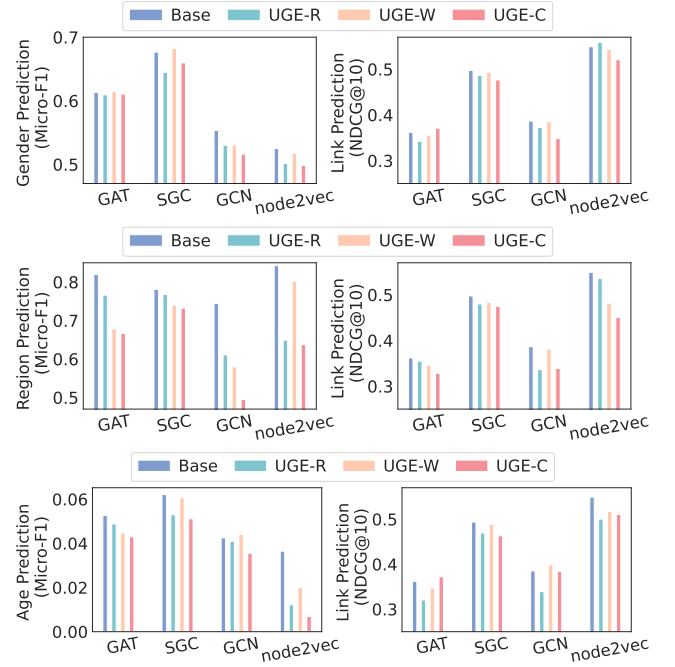 Base UGE-R UGE-W UGE-C
Gender Prediction
(Micro-F1)
0.7
0.6
0.5
GAT SGC GCN node2vec
Link Prediction
(NDCG@10)
0.5
0.4
0.3
GAT SGC GCN node2vec
Base UGE-R UGE-W UGE-C
Region Prediction
(Micro-F1)
0.8
0.7
0.6
0.5
GAT SGC GCN node2vec
Link Prediction
(NDCG@10)
0.5
0.4
0.3
GAT SGC GCN node2vec
Base UGE-R UGE-W UGE-C
Age Prediction
(Micro-F1)
0.06
0.04
0.02
0.00
GAT SGC GCN node2vec
Link Prediction
(NDCG@10)
0.5
0.4
0.3
GAT SGC GCN node2vec